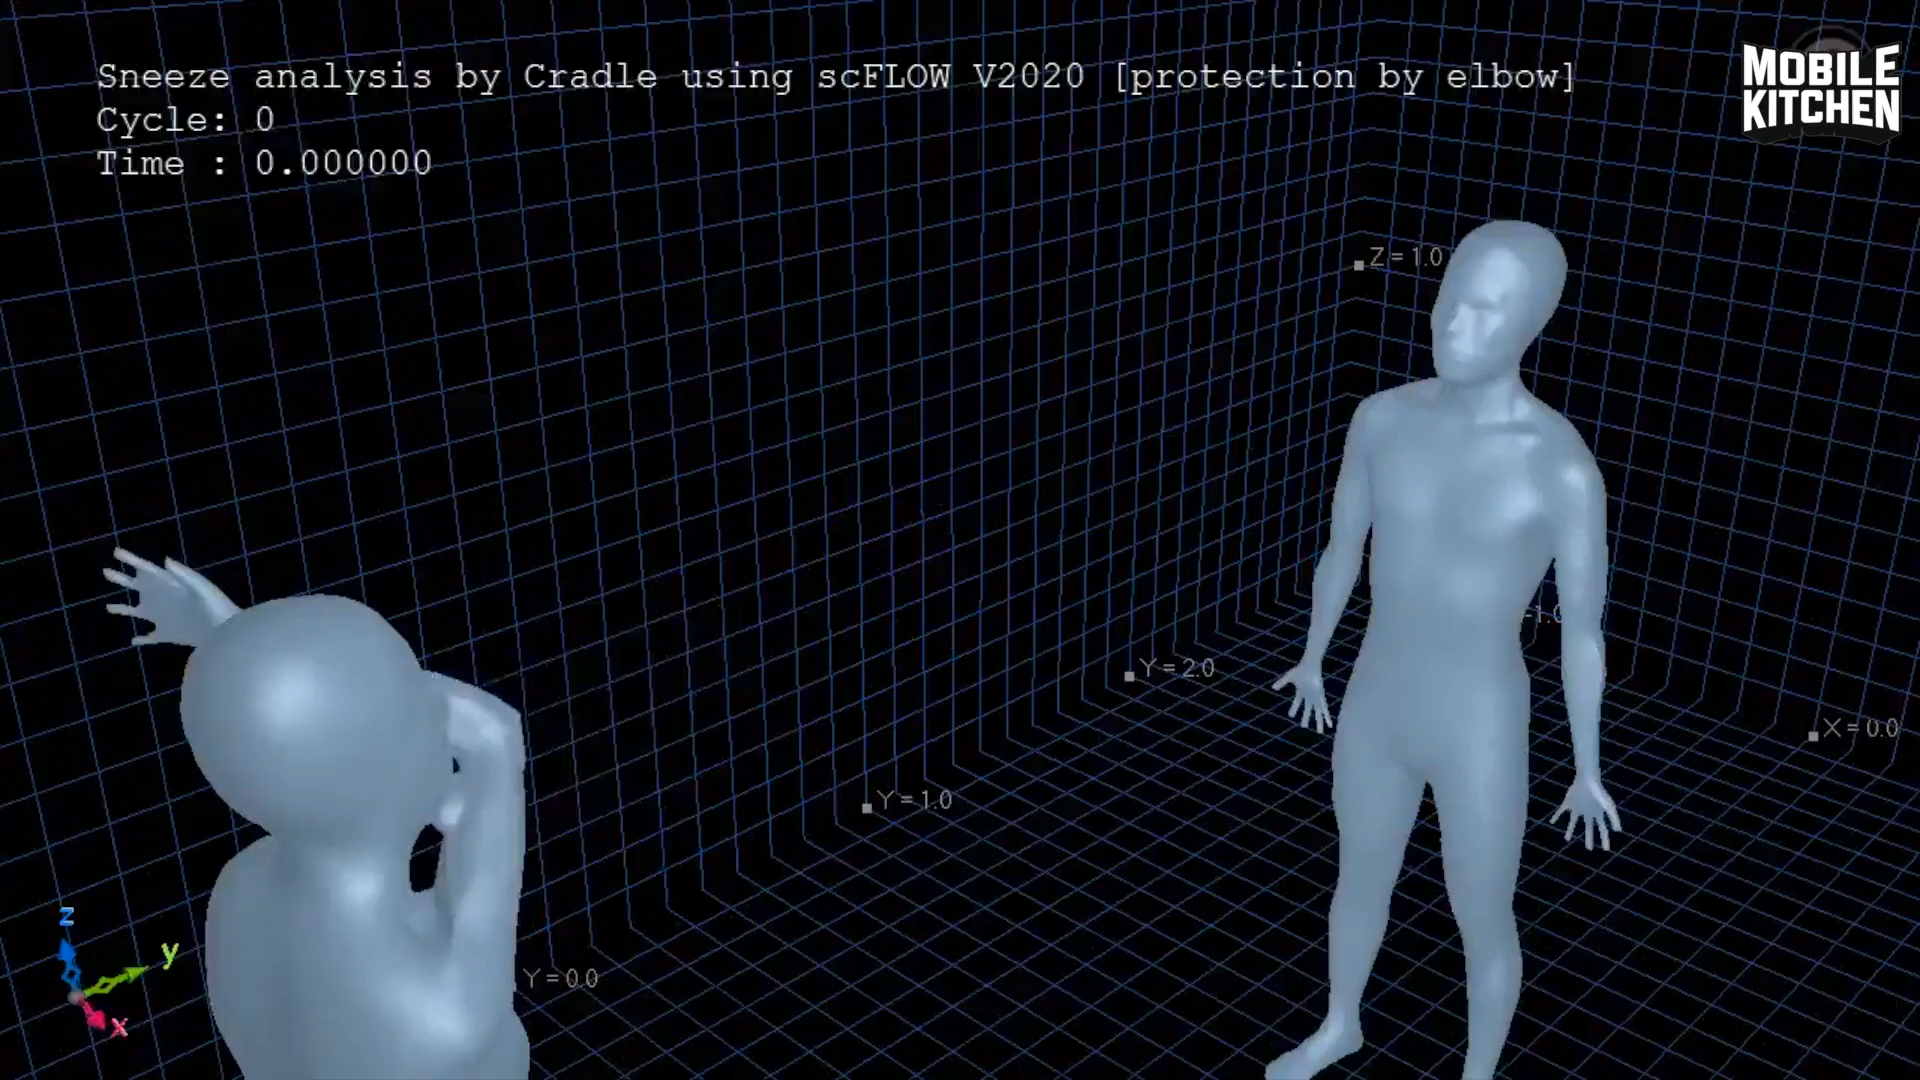 Sneeze analysis by Cradle using scFLOW V2020 [protection by elbow]
Cycle: 0
Time : 0.000000
MOBILE
KITCHEN
Z = 1.0
Y = 2.0
X = 0.0
Y = 1.0
Y = 0.0
z
y
x